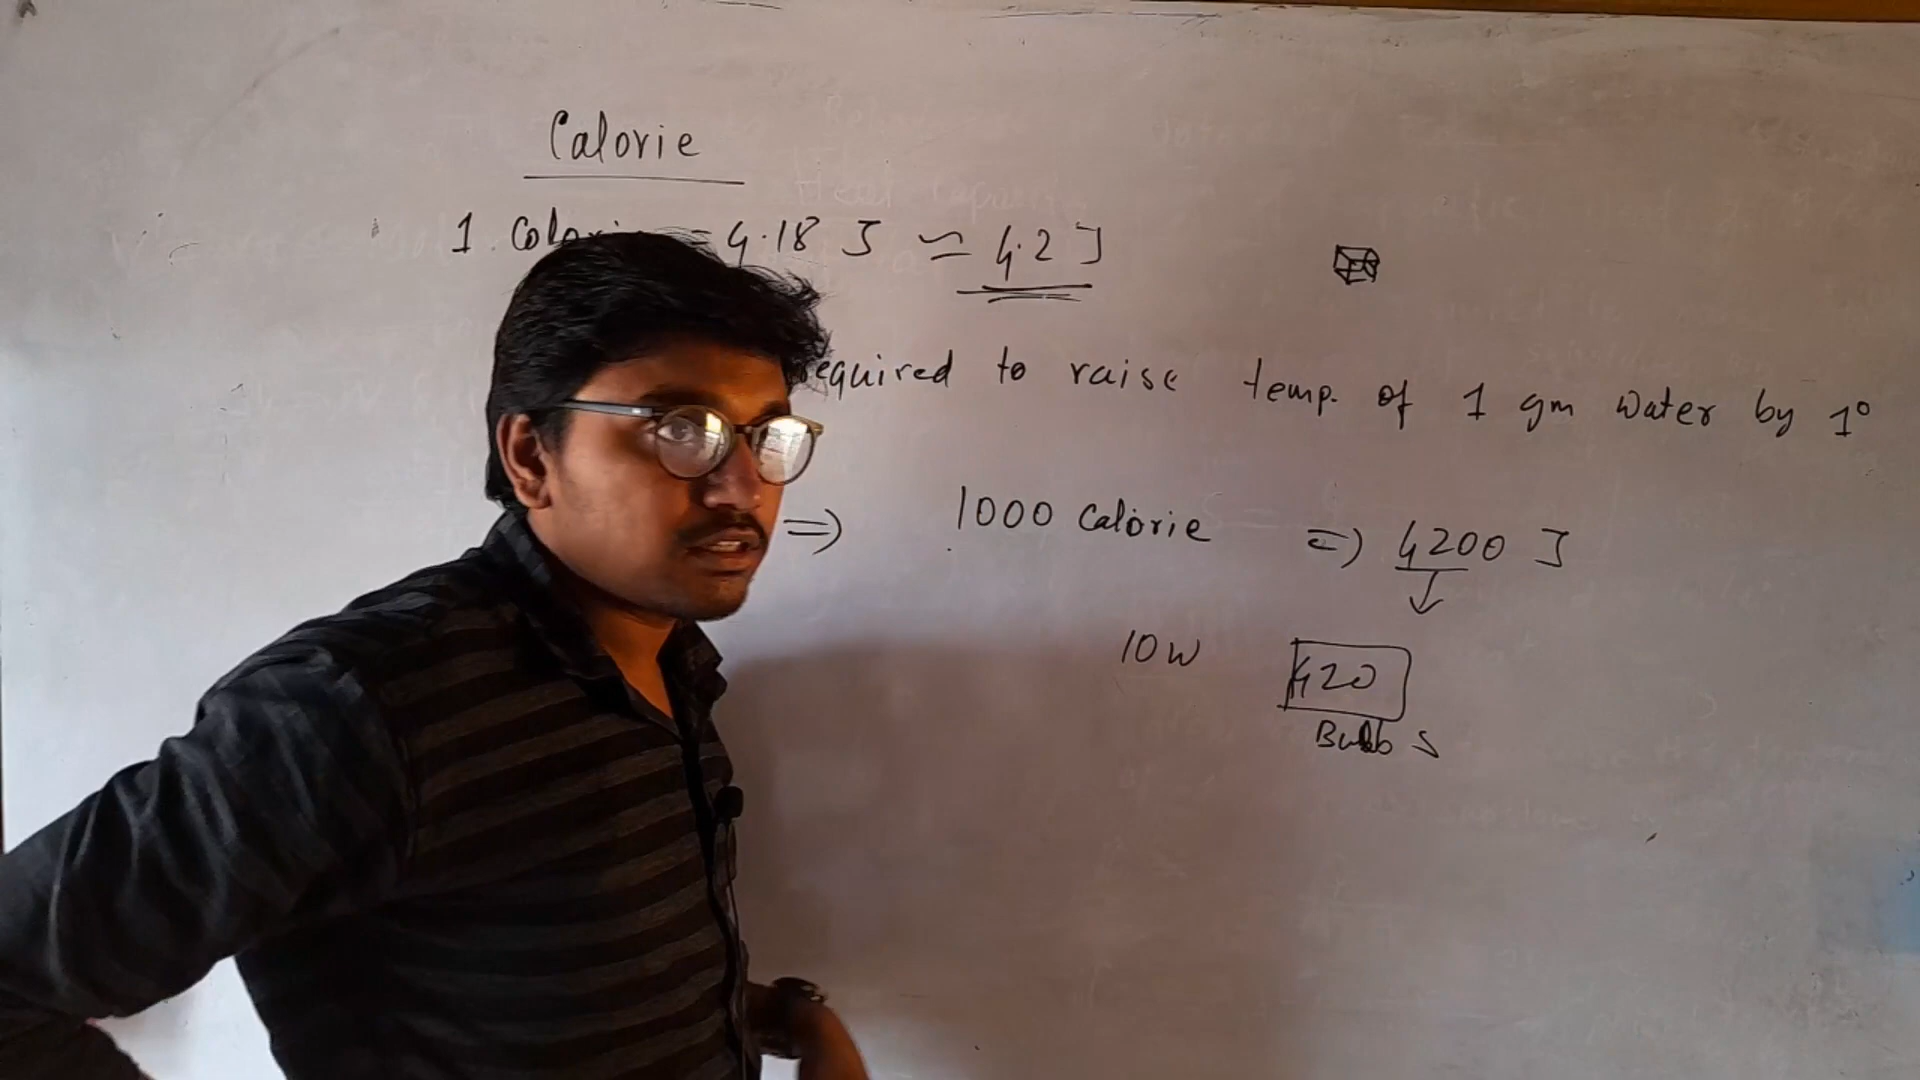 Calorie
1 Calorie = 4.18 J ≃ 4.2 J
required to raise temp. of 1 gm water by 1°
=> 1000 Calorie => 4200 J
↓
10 W 420
Bulb s